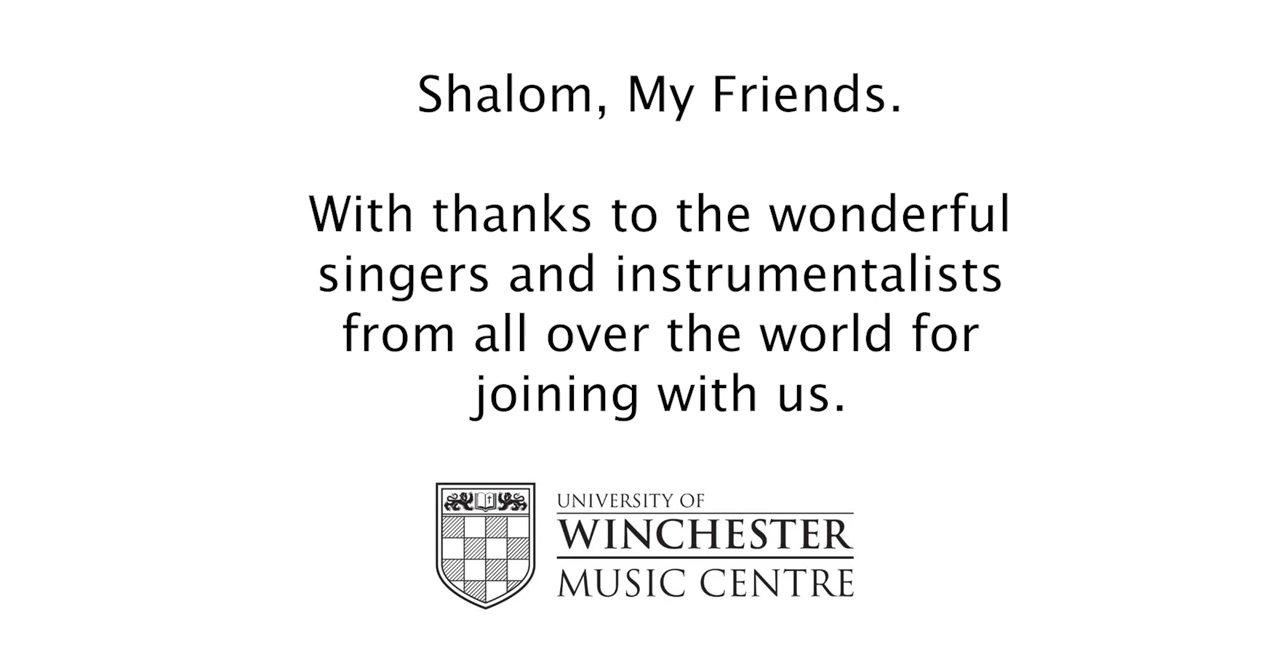 Shalom, My Friends.
With thanks to the wonderful
singers and instrumentalists
from all over the world for
joining with us.
UNIVERSITY OF
WINCHESTER
MUSIC CENTRE